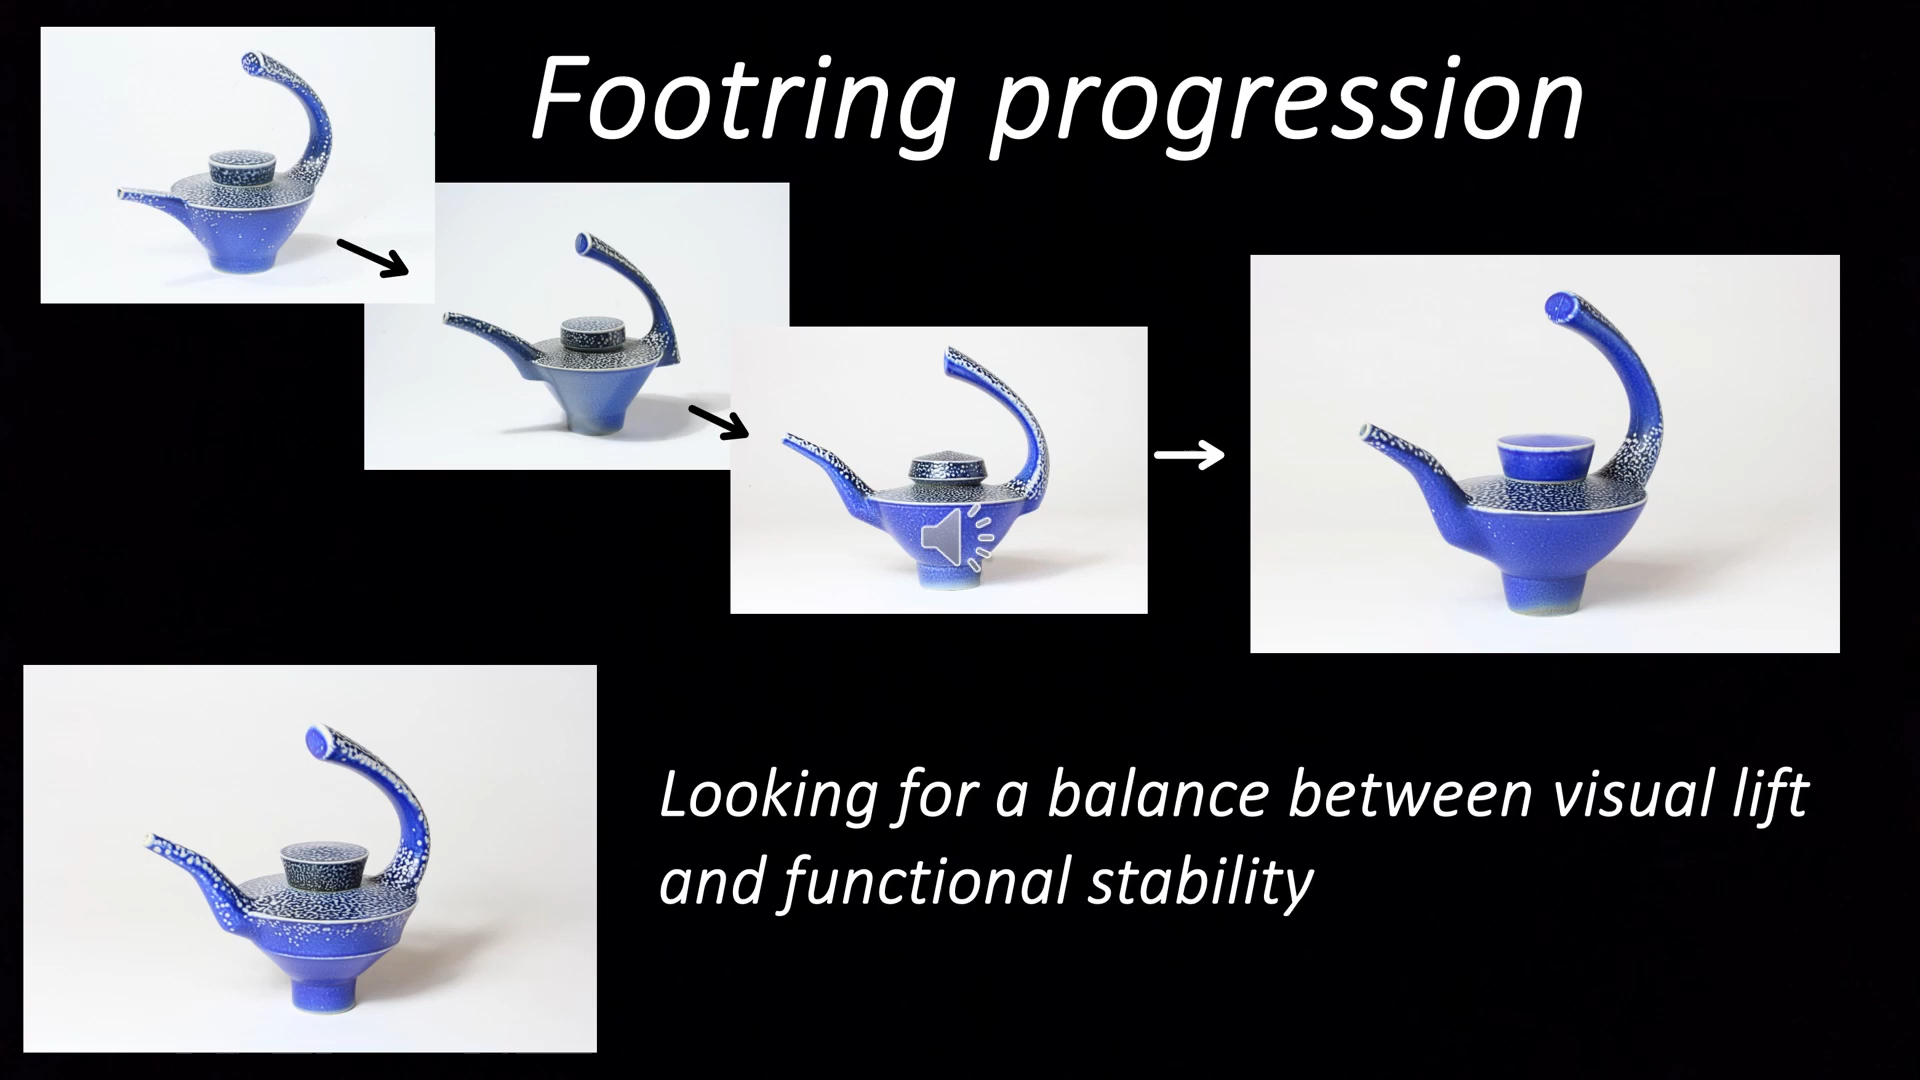 Footring progression
Looking for a balance between visual lift
and functional stability